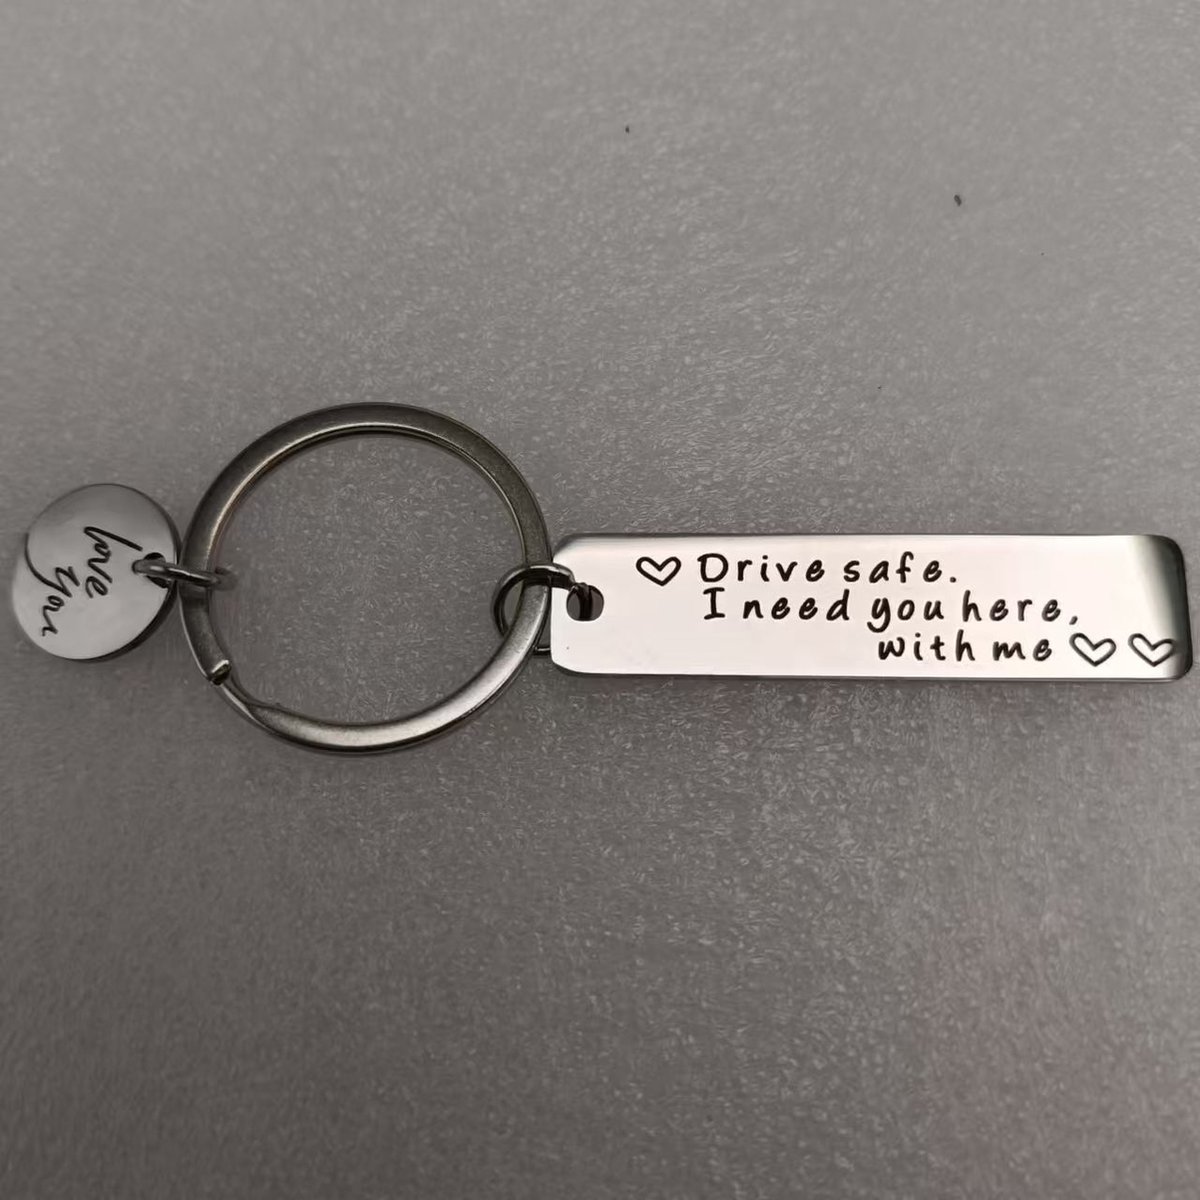 love
you
♡ Drive safe.
I need you here,
with me ♡ ♡